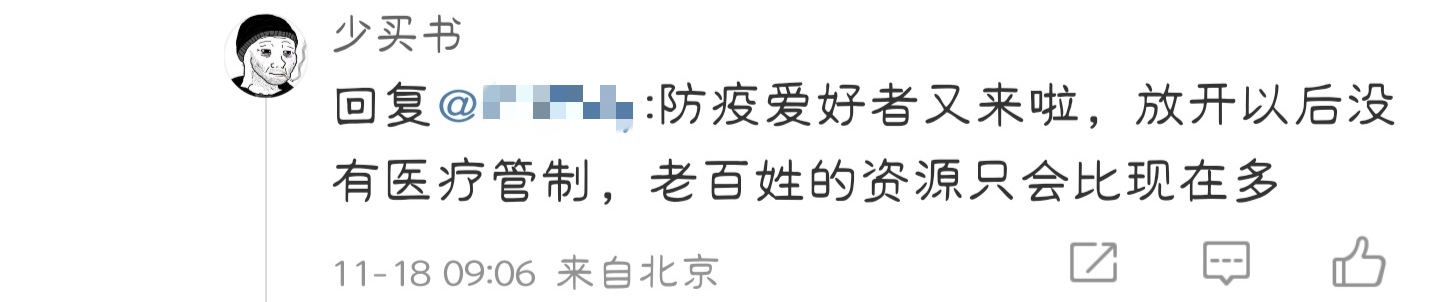 少买书
回复@:防疫爱好者又来啦，放开以后没
有医疗管制，老百姓的资源只会比现在多
11-18 09:06 来自北京